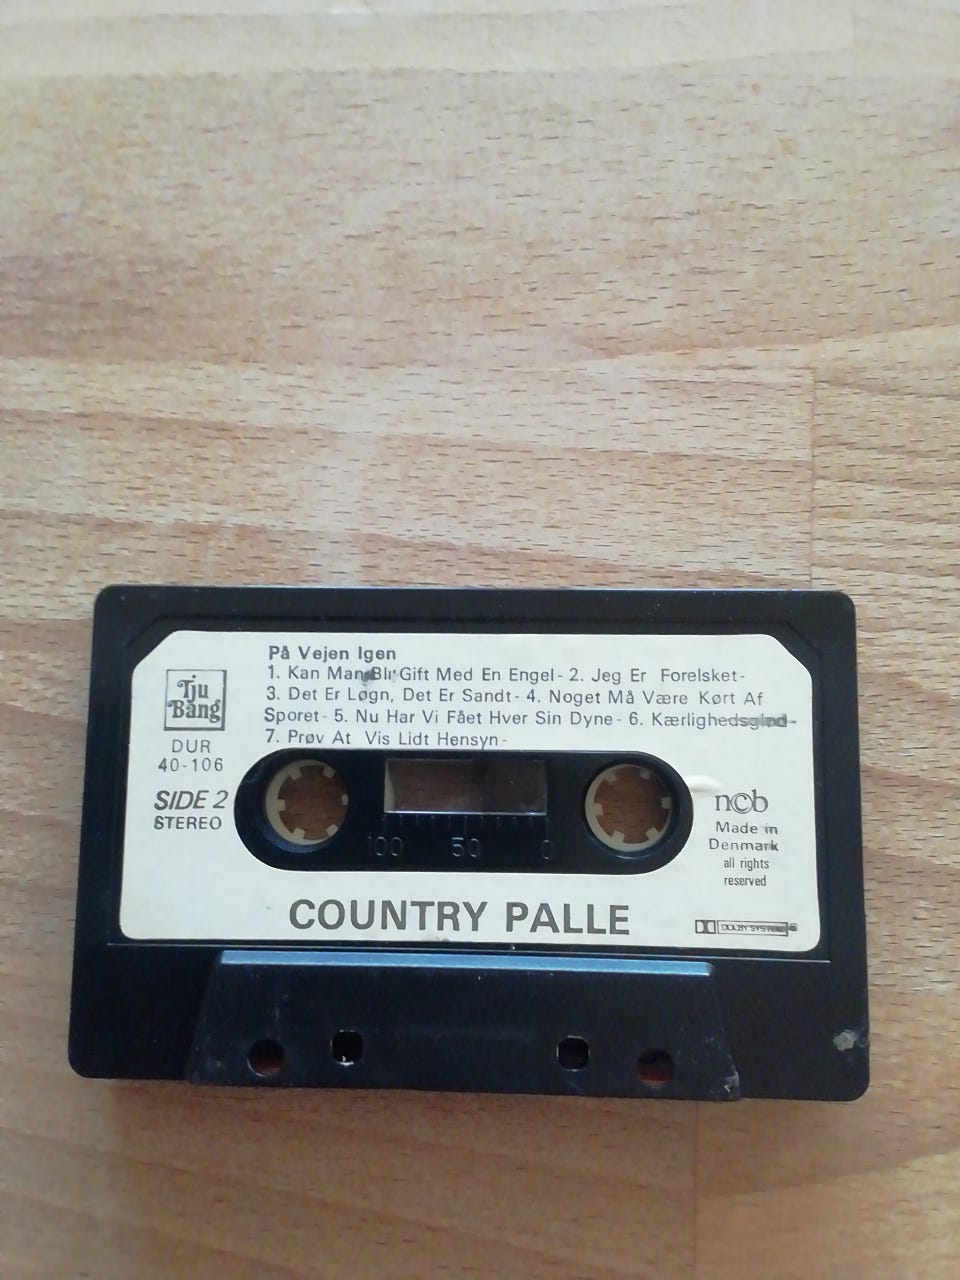 På Vejen Igen
1. Kan Man Bli' Gift Med En Engel - 2. Jeg Er Forelsket -
3. Det Er Løgn, Det Er Sandt - 4. Noget Må Være Kørt Af
Sporet - 5. Nu Har Vi Fået Hver Sin Dyne - 6. Kærlighedsglød -
7. Prøv At Vis Lidt Hensyn -
Tju
Bang
DUR
40-106
SIDE 2
STEREO
100 50 0
ncb
Made in
Denmark
all rights
reserved
COUNTRY PALLE
DOLBY SYSTEM